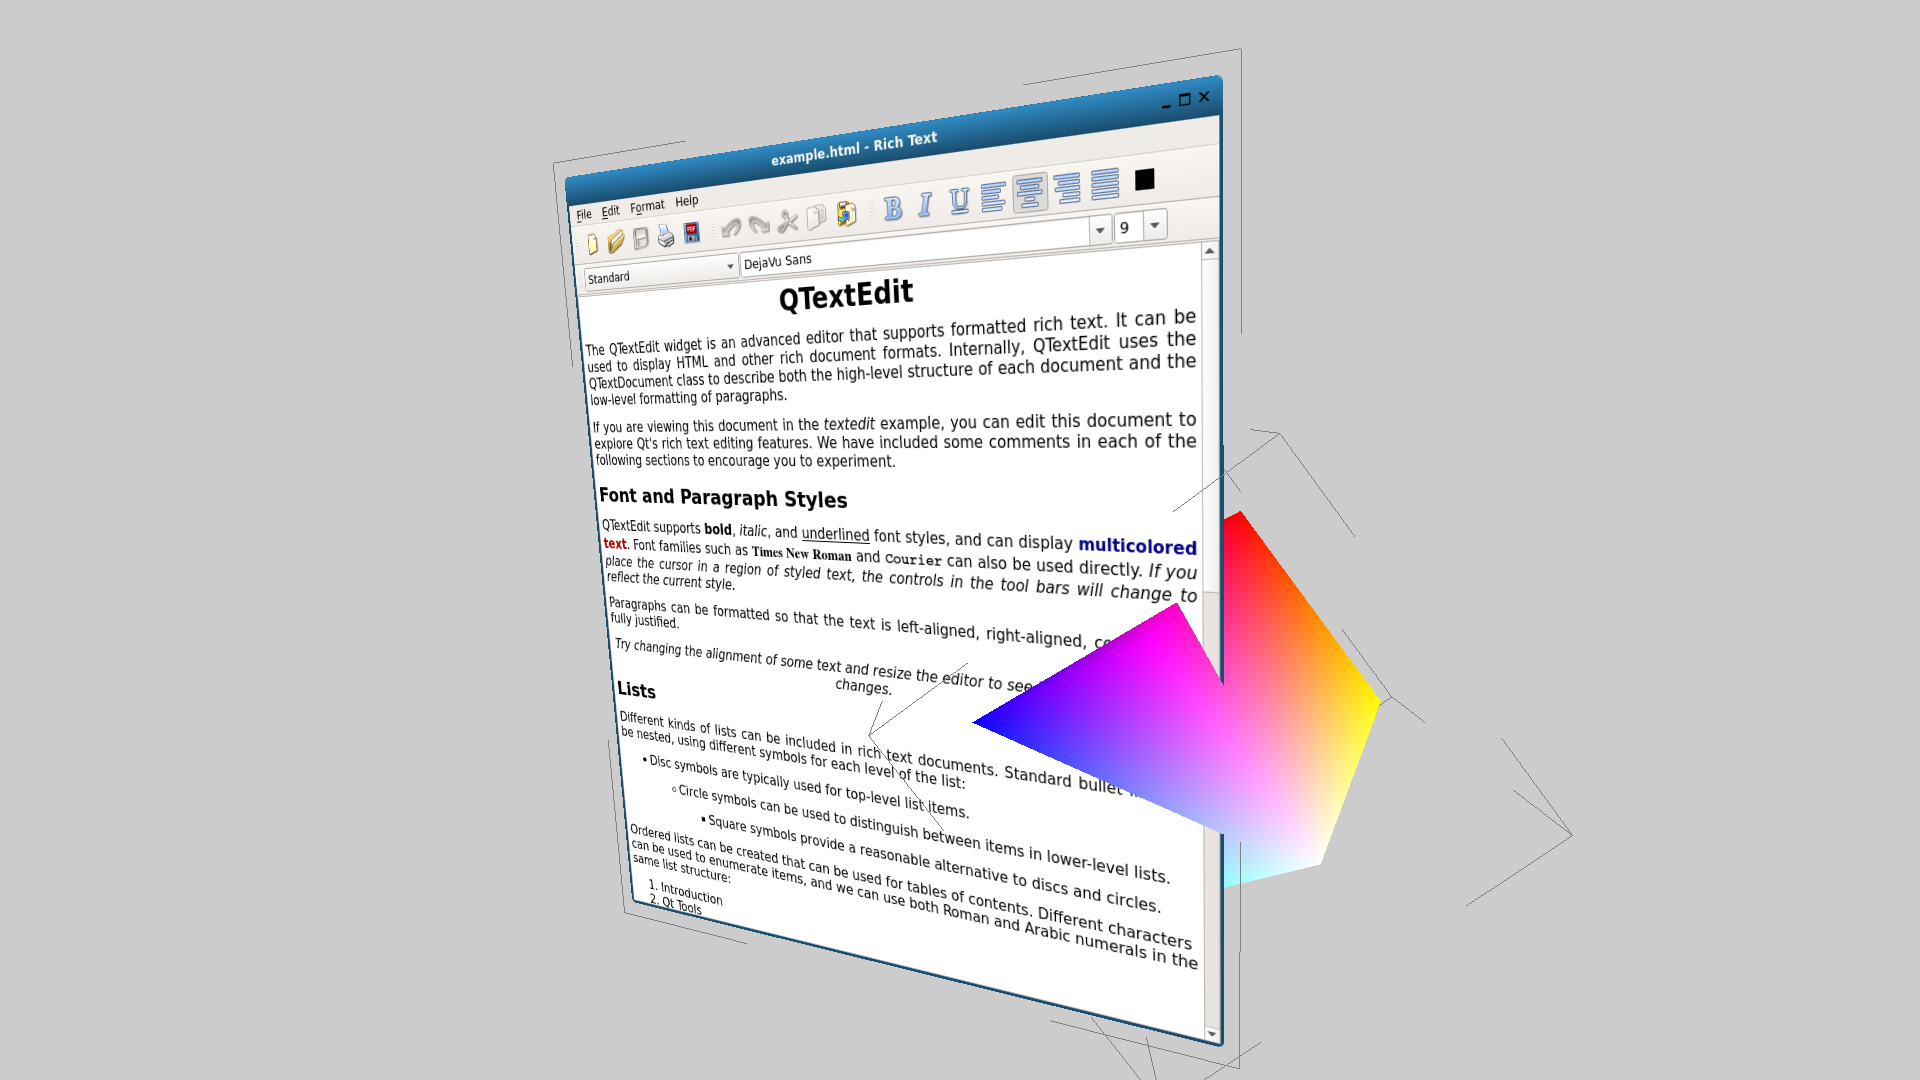 example.html - Rich Text
File Edit Format Help
B I U
Standard DejaVu Sans 9
QTextEdit
The QTextEdit widget is an advanced editor that supports formatted rich text. It can be
used to display HTML and other rich document formats. Internally, QTextEdit uses the
QTextDocument class to describe both the high-level structure of each document and the
low-level formatting of paragraphs.
If you are viewing this document in the textedit example, you can edit this document to
explore Qt's rich text editing features. We have included some comments in each of the
following sections to encourage you to experiment.
Font and Paragraph Styles
QTextEdit supports bold, italic, and underlined font styles, and can display multicolored
text. Font families such as Times New Roman and Courier can also be used directly. If you
place the cursor in a region of styled text, the controls in the tool bars will change to
reflect the current style.
Paragraphs can be formatted so that the text is left-aligned, right-aligned,
fully justified.
Try changing the alignment of some text and resize the editor to see
changes.
Lists
Different kinds of lists can be included in rich text documents. Standard bullet
be nested, using different symbols for each level of the list:
• Disc symbols are typically used for top-level list items.
◦ Circle symbols can be used to distinguish between items in lower-level lists.
▪ Square symbols provide a reasonable alternative to discs and circles.
Ordered lists can be created that can be used for tables of contents. Different characters
can be used to enumerate items, and we can use both Roman and Arabic numerals in the
same list structure:
1. Introduction
2. Qt Tools